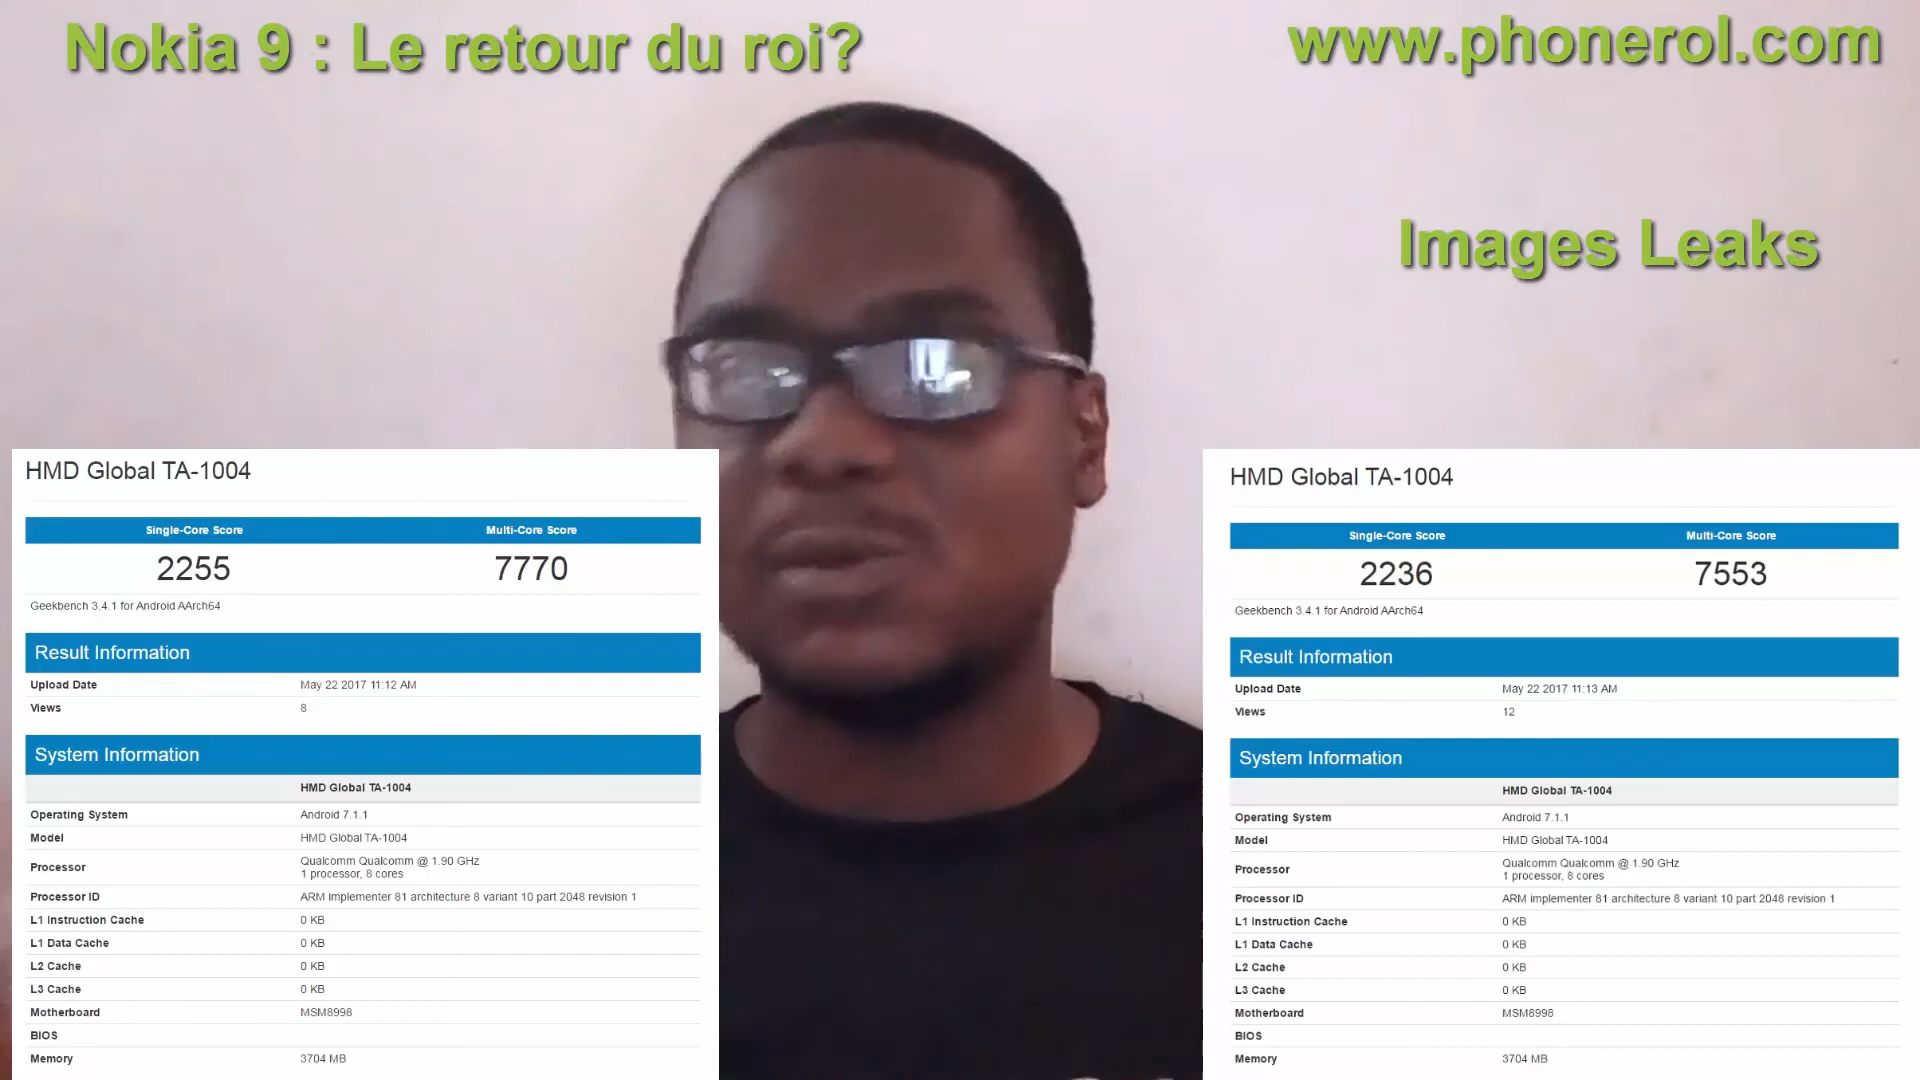 Nokia 9 : Le retour du roi?
www.phonerol.com
Images Leaks
HMD Global TA-1004
Single-Core Score Multi-Core Score
2255 7770
Geekbench 3.4.1 for Android AArch64
Result Information
Upload Date May 22 2017 11:12 AM
Views 8
System Information
HMD Global TA-1004
Operating System Android 7.1.1
Model HMD Global TA-1004
Processor Qualcomm Qualcomm @ 1.90 GHz
1 processor, 8 cores
Processor ID ARM implementer 81 architecture 8 variant 10 part 2048 revision 1
L1 Instruction Cache 0 KB
L1 Data Cache 0 KB
L2 Cache 0 KB
L3 Cache 0 KB
Motherboard MSM8998
BIOS
Memory 3704 MB
HMD Global TA-1004
Single-Core Score Multi-Core Score
2236 7553
Geekbench 3.4.1 for Android AArch64
Result Information
Upload Date May 22 2017 11:13 AM
Views 12
System Information
HMD Global TA-1004
Operating System Android 7.1.1
Model HMD Global TA-1004
Processor Qualcomm Qualcomm @ 1.90 GHz
1 processor, 8 cores
Processor ID ARM implementer 81 architecture 8 variant 10 part 2048 revision 1
L1 Instruction Cache 0 KB
L1 Data Cache 0 KB
L2 Cache 0 KB
L3 Cache 0 KB
Motherboard MSM8998
BIOS
Memory 3704 MB